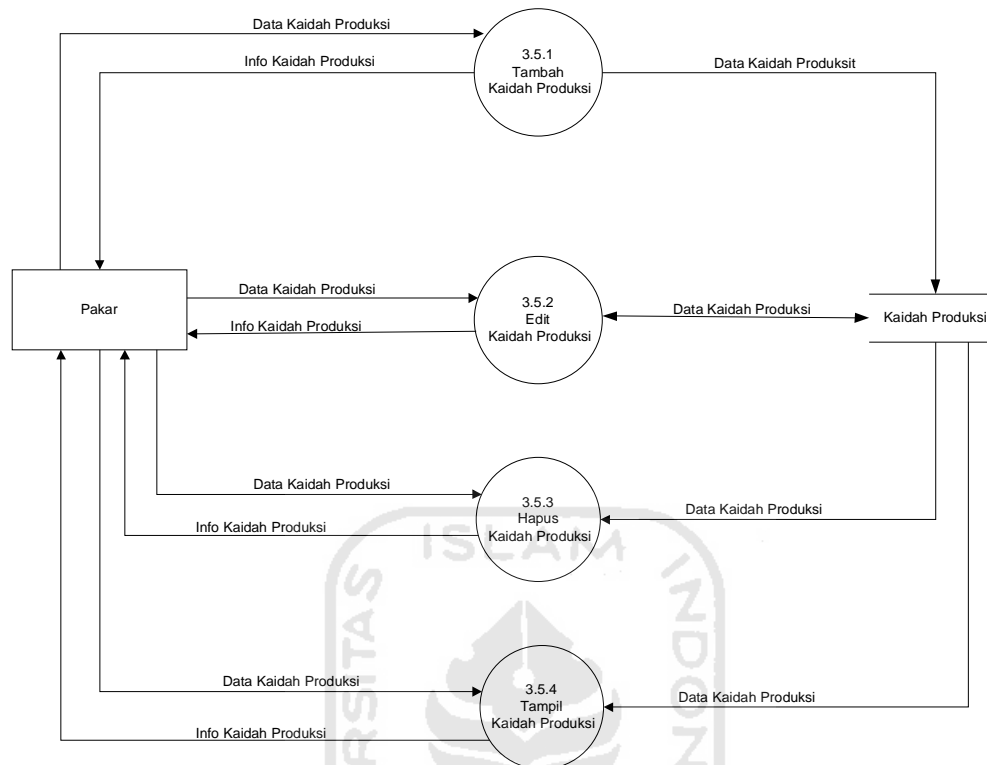 Data Kaidah Produksi
3.5.1
Tambah
Kaidah Produksi
Info Kaidah Produksi
Data Kaidah Produksit
Pakar
Data Kaidah Produksi
Info Kaidah Produksi
3.5.2
Edit
Kaidah Produksi
Data Kaidah Produksi
Kaidah Produksi
Data Kaidah Produksi
Info Kaidah Produksi
3.5.3
Hapus
Kaidah Produksi
Data Kaidah Produksi
ISLAM
Data Kaidah Produksi
Info Kaidah Produksi
3.5.4
Tampil
Kaidah Produksi
Data Kaidah Produksi